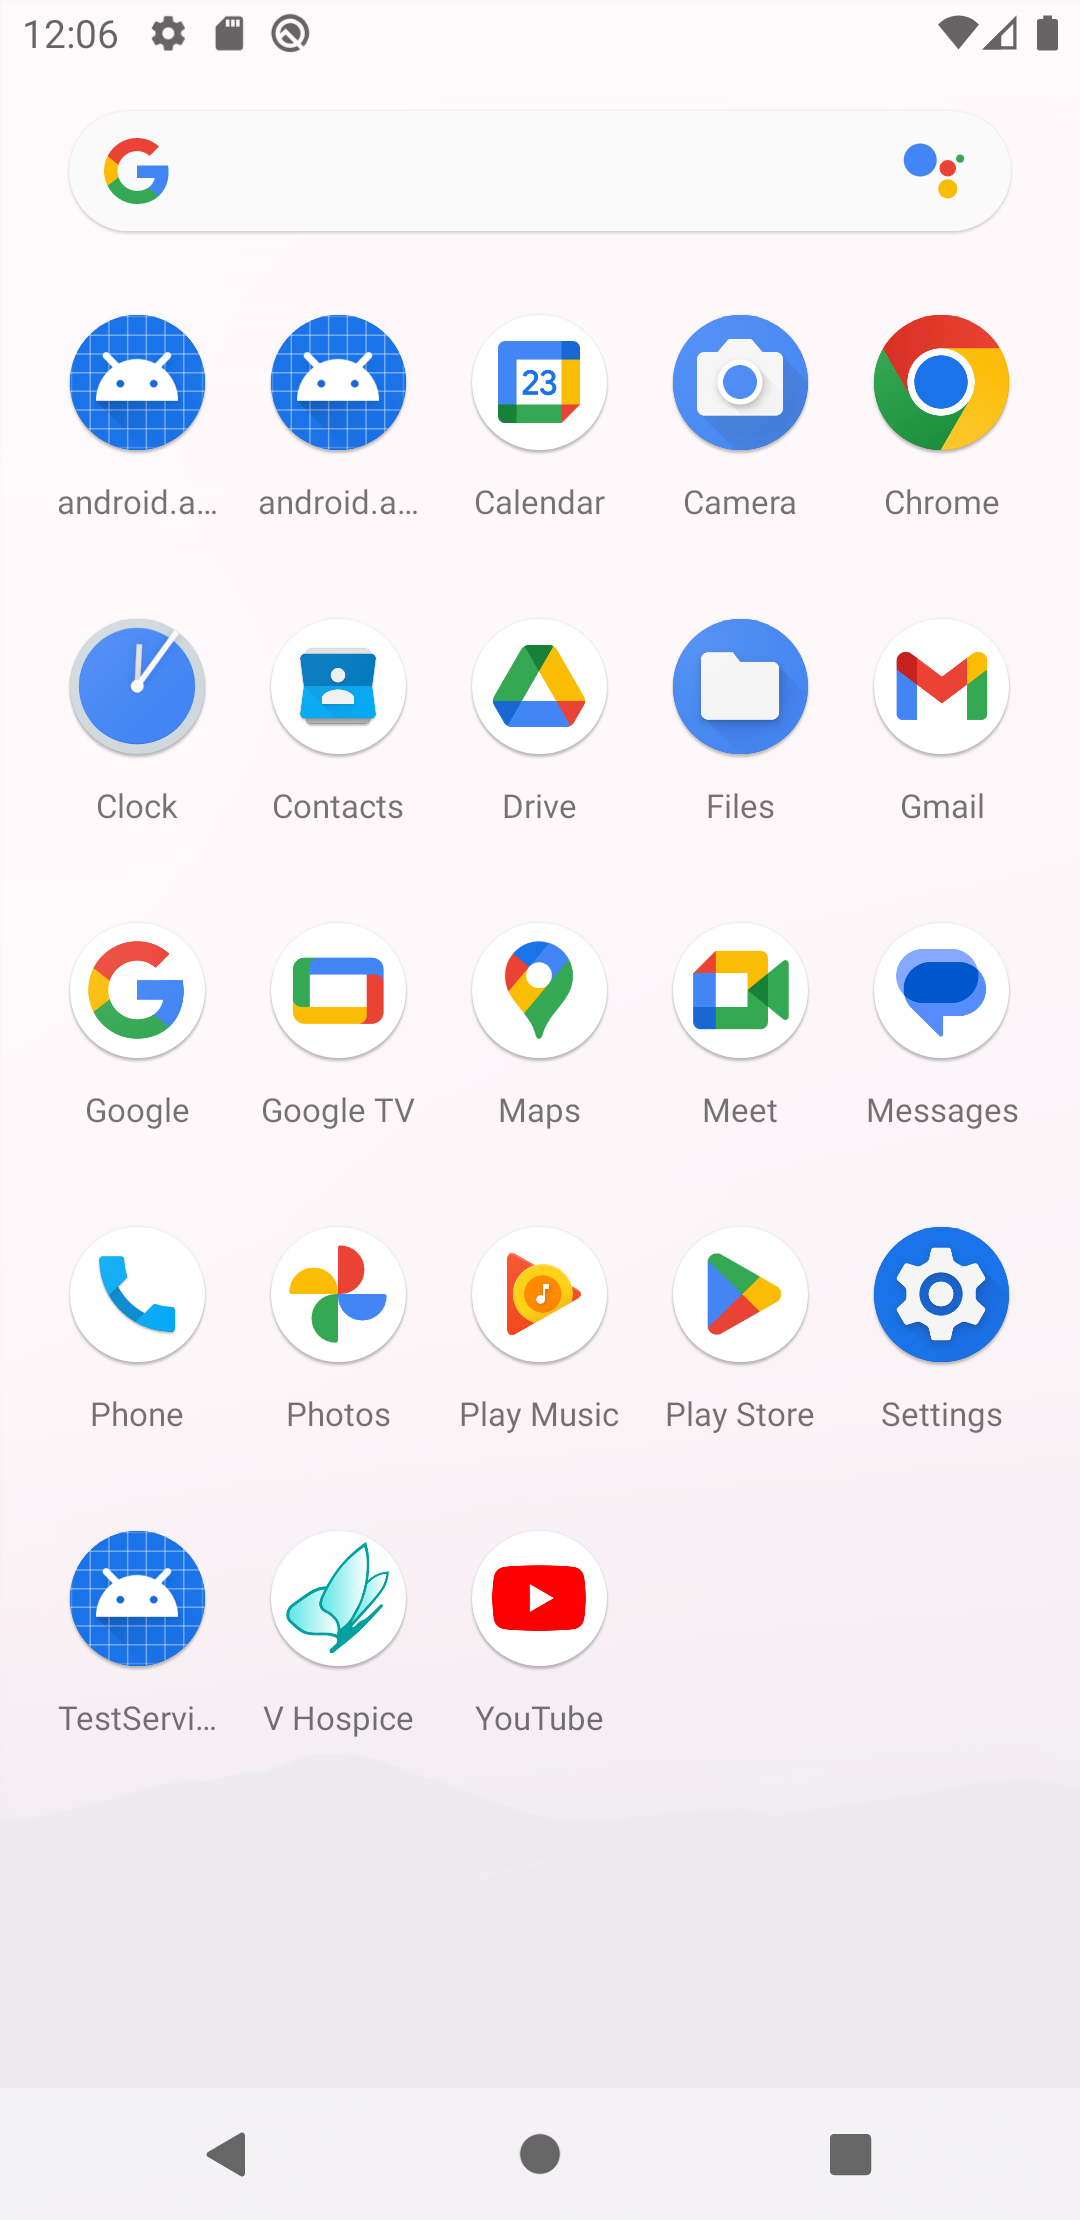 12:06
android.a... android.a... Calendar Camera Chrome
23
Clock Contacts Drive Files Gmail
Google Google TV Maps Meet Messages
Phone Photos Play Music Play Store Settings
TestServi... V Hospice YouTube